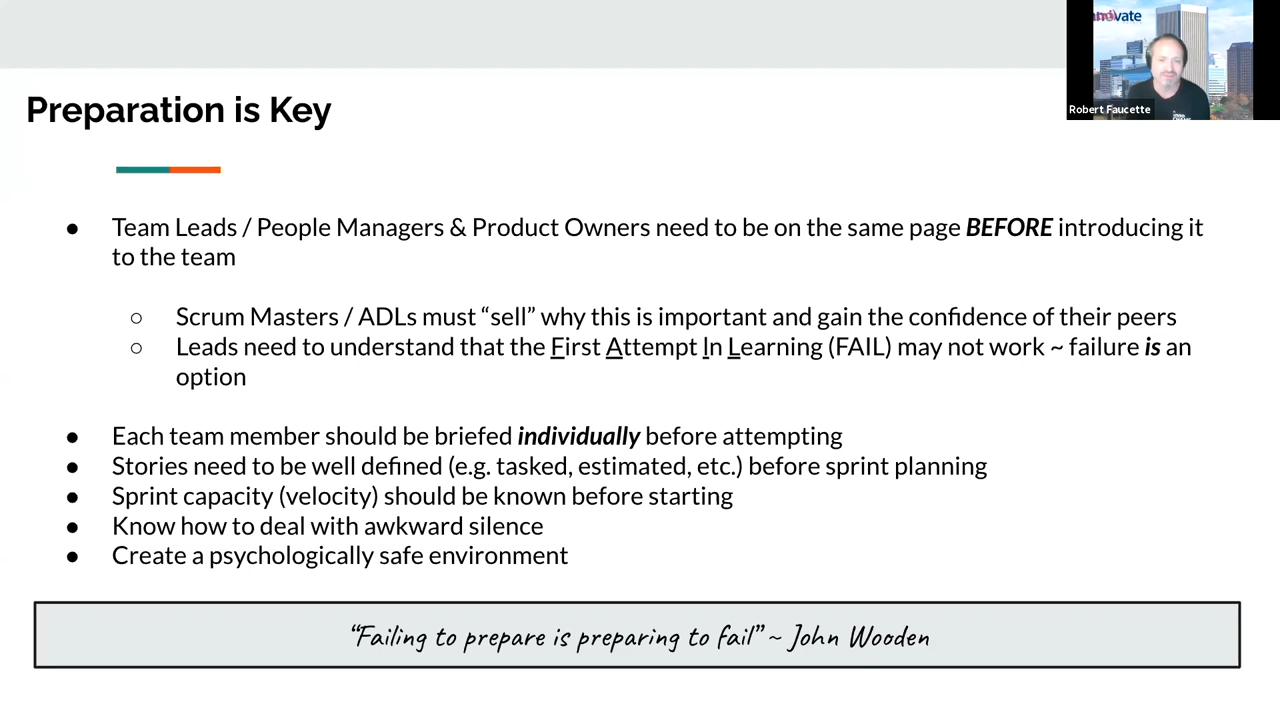 Preparation is Key
Robert Faucette
● Team Leads / People Managers & Product Owners need to be on the same page BEFORE introducing it
to the team
○ Scrum Masters / ADLs must “sell” why this is important and gain the confidence of their peers
○ Leads need to understand that the First Attempt In Learning (FAIL) may not work ~ failure is an
option
● Each team member should be briefed individually before attempting
● Stories need to be well defined (e.g. tasked, estimated, etc.) before sprint planning
● Sprint capacity (velocity) should be known before starting
● Know how to deal with awkward silence
● Create a psychologically safe environment
“Failing to prepare is preparing to fail” ~ John Wooden